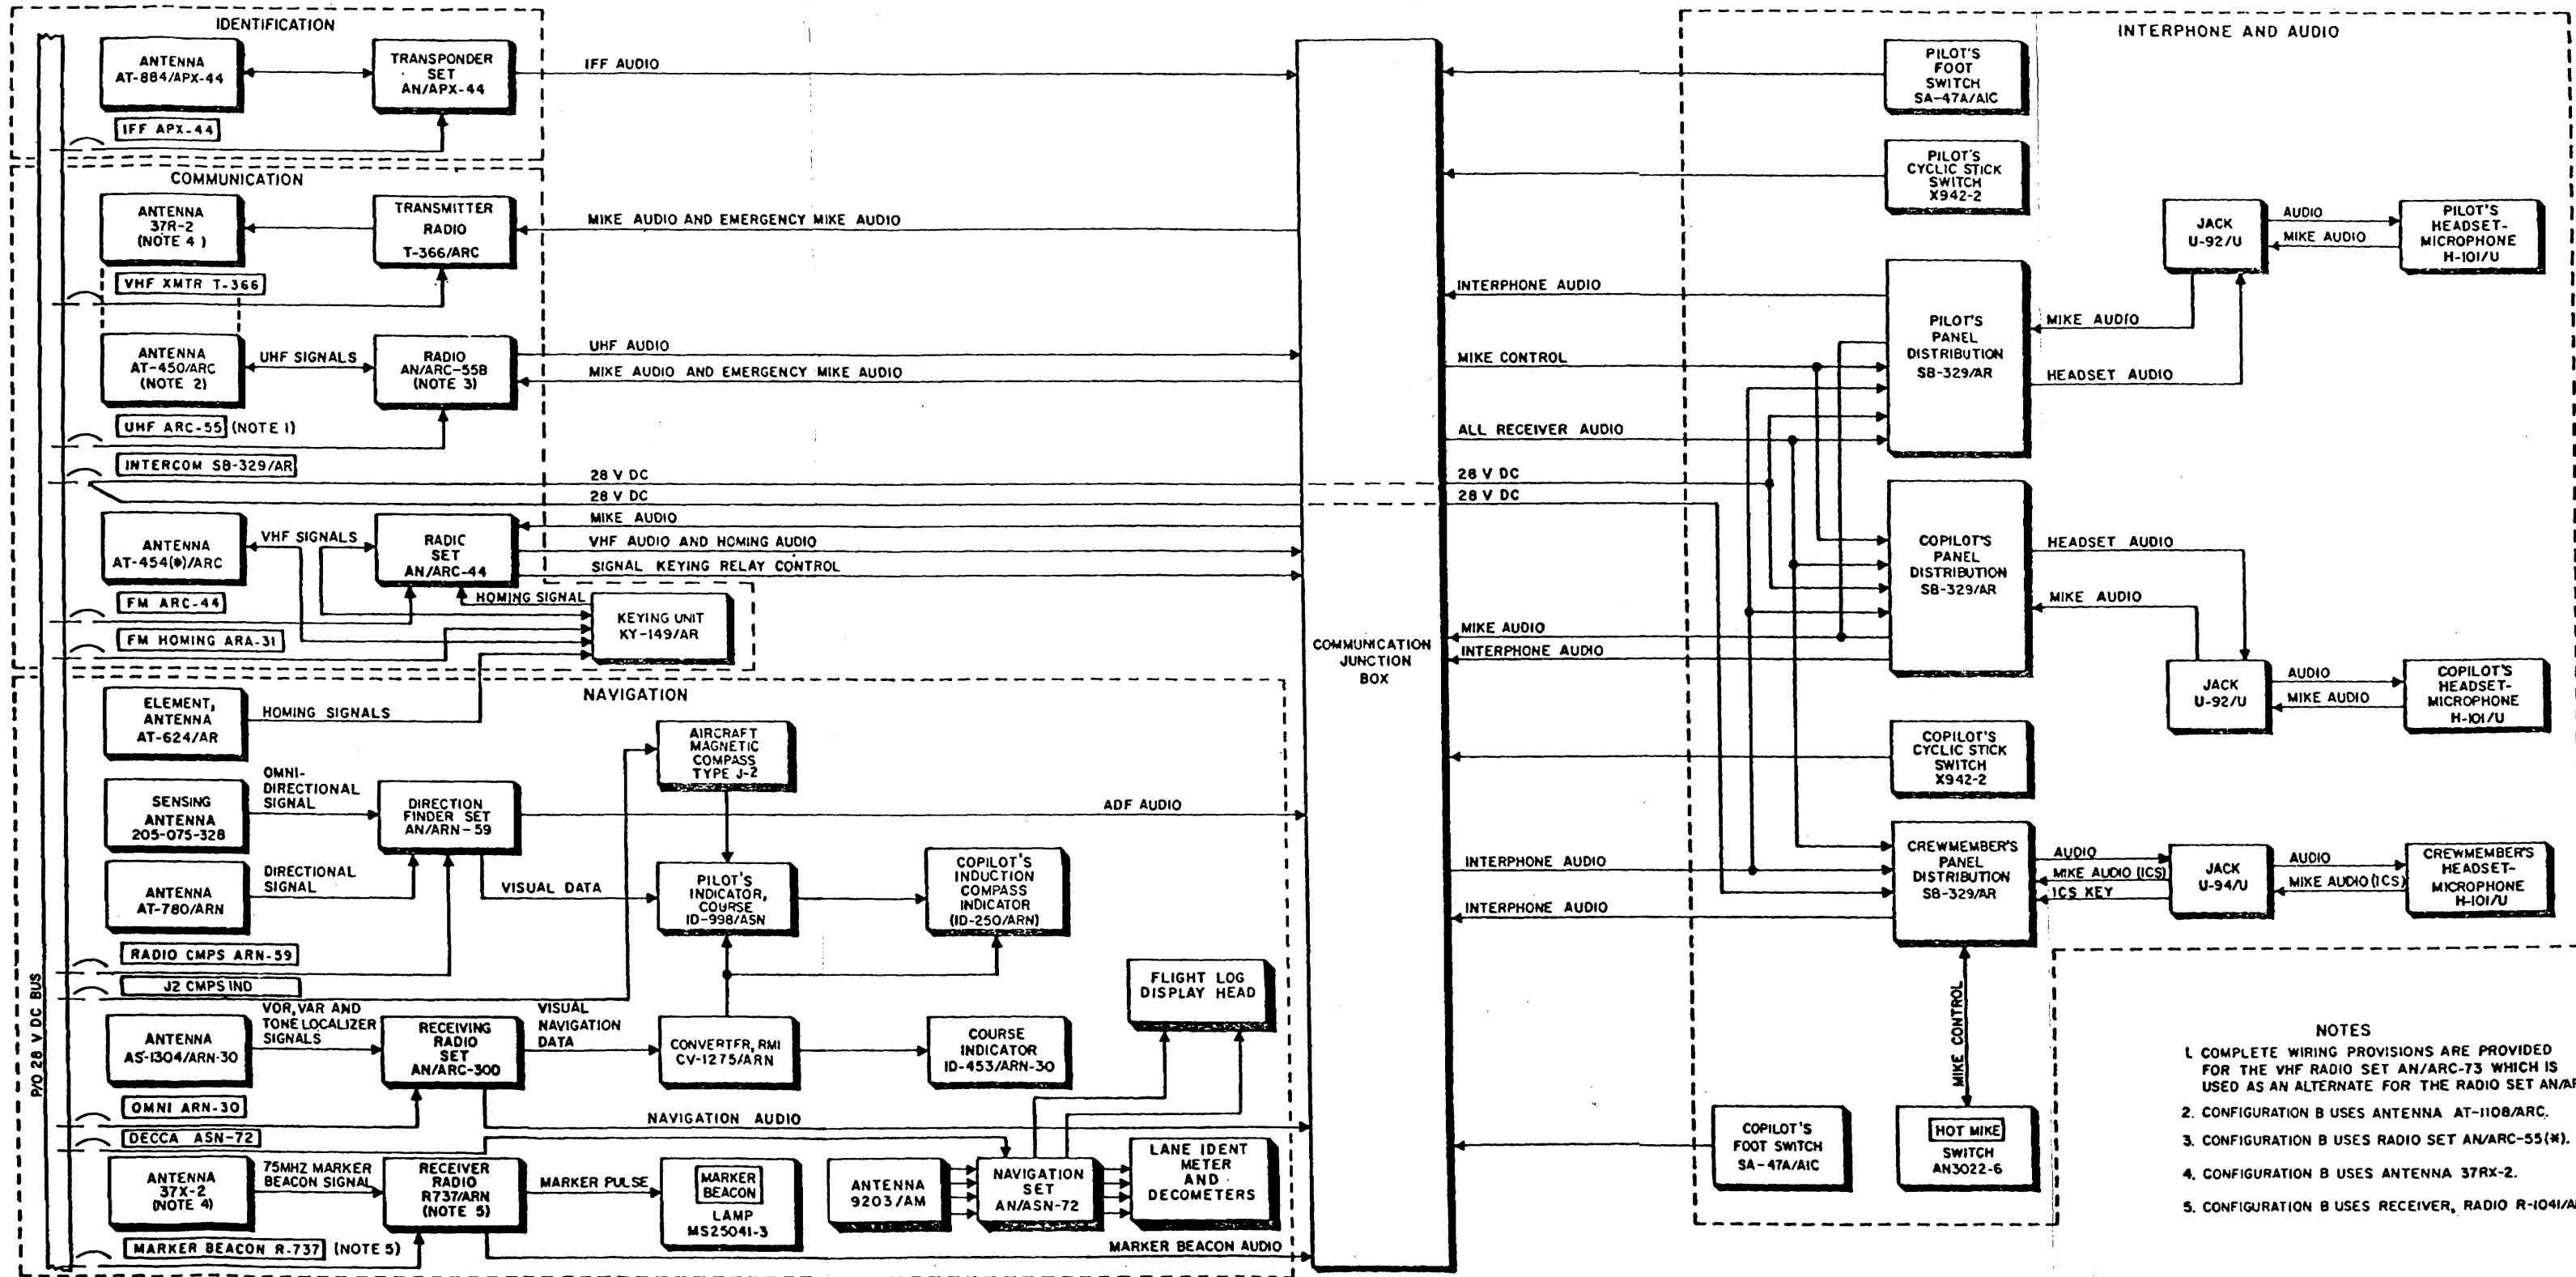 IDENTIFICATION
ANTENNA
AT-884/APX-44
TRANSPONDER
SET
AN/APX-44
IFF AUDIO
IFF APX-44
COMMUNICATION
ANTENNA
37R-2
(NOTE 4)
TRANSMITTER
RADIO
T-366/ARC
MIKE AUDIO AND EMERGENCY MIKE AUDIO
VHF XMTR T-366
ANTENNA
AT-450/ARC
(NOTE 2)
UHF SIGNALS
RADIO
AN/ARC-55B
(NOTE 3)
UHF AUDIO
MIKE AUDIO AND EMERGENCY MIKE AUDIO
UHF ARC-55 (NOTE 1)
INTERCOM SB-329/AR
28 V DC
28 V DC
ANTENNA
AT-454(*)/ARC
VHF SIGNALS
RADIC
SET
AN/ARC-44
MIKE AUDIO
VHF AUDIO AND HOMING AUDIO
SIGNAL KEYING RELAY CONTROL
HOMING SIGNAL
FM ARC-44
FM HOMING ARA-31
KEYING UNIT
KY-149/AR
NAVIGATION
ELEMENT,
ANTENNA
AT-624/AR
HOMING SIGNALS
AIRCRAFT
MAGNETIC
COMPASS
TYPE J-2
SENSING
ANTENNA
205-075-328
OMNI-
DIRECTIONAL
SIGNAL
DIRECTION
FINDER SET
AN/ARN-59
ADF AUDIO
ANTENNA
AT-780/ARN
DIRECTIONAL
SIGNAL
VISUAL DATA
PILOT'S
INDICATOR,
COURSE
ID-998/ASN
COPILOT'S
INDUCTION
COMPASS
INDICATOR
(ID-250/ARN)
RADIO CMPS ARN-59
J2 CMPS IND
P/O 28 V DC BUS
ANTENNA
AS-1304/ARN-30
VOR, VAR AND
TONE LOCALIZER
SIGNALS
RECEIVING
RADIO
SET
AN/ARC-300
VISUAL
NAVIGATION
DATA
CONVERTER, RMI
CV-1275/ARN
COURSE
INDICATOR
ID-453/ARN-30
FLIGHT LOG
DISPLAY HEAD
OMNI ARN-30
NAVIGATION AUDIO
DECCA ASN-72
ANTENNA
37X-2
(NOTE 4)
75MHZ MARKER
BEACON SIGNAL
RECEIVER
RADIO
R737/ARN
(NOTE 5)
MARKER PULSE
MARKER
BEACON
LAMP
MS25041-3
ANTENNA
9203/AM
NAVIGATION
SET
AN/ASN-72
LANE IDENT
METER
AND
DECOMETERS
MARKER BEACON R-737 (NOTE 5)
MARKER BEACON AUDIO
COMMUNICATION
JUNCTION
BOX
INTERPHONE AND AUDIO
PILOT'S
FOOT
SWITCH
SA-47A/AIC
PILOT'S
CYCLIC STICK
SWITCH
X942-2
INTERPHONE AUDIO
MIKE CONTROL
ALL RECEIVER AUDIO
28 V DC
28 V DC
PILOT'S
PANEL
DISTRIBUTION
SB-329/AR
MIKE AUDIO
HEADSET AUDIO
JACK
U-92/U
AUDIO
MIKE AUDIO
PILOT'S
HEADSET-
MICROPHONE
H-101/U
COPILOT'S
PANEL
DISTRIBUTION
SB-329/AR
HEADSET AUDIO
MIKE AUDIO
MIKE AUDIO
INTERPHONE AUDIO
JACK
U-92/U
AUDIO
MIKE AUDIO
COPILOT'S
HEADSET-
MICROPHONE
H-101/U
COPILOT'S
CYCLIC STICK
SWITCH
X942-2
INTERPHONE AUDIO
INTERPHONE AUDIO
CREWMEMBER'S
PANEL
DISTRIBUTION
SB-329/AR
AUDIO
MIKE AUDIO (ICS)
ICS KEY
JACK
U-94/U
AUDIO
MIKE AUDIO (ICS)
CREWMEMBER'S
HEADSET-
MICROPHONE
H-101/U
MIKE CONTROL
COPILOT'S
FOOT SWITCH
SA-47A/AIC
HOT MIKE
SWITCH
AN3022-6
NOTES
1. COMPLETE WIRING PROVISIONS ARE PROVIDED
FOR THE VHF RADIO SET AN/ARC-73 WHICH IS
USED AS AN ALTERNATE FOR THE RADIO SET
2. CONFIGURATION B USES ANTENNA AT-1108/ARC.
3. CONFIGURATION B USES RADIO SET AN/ARC-55(*).
4. CONFIGURATION B USES ANTENNA 37RX-2.
5. CONFIGURATION B USES RECEIVER, RADIO